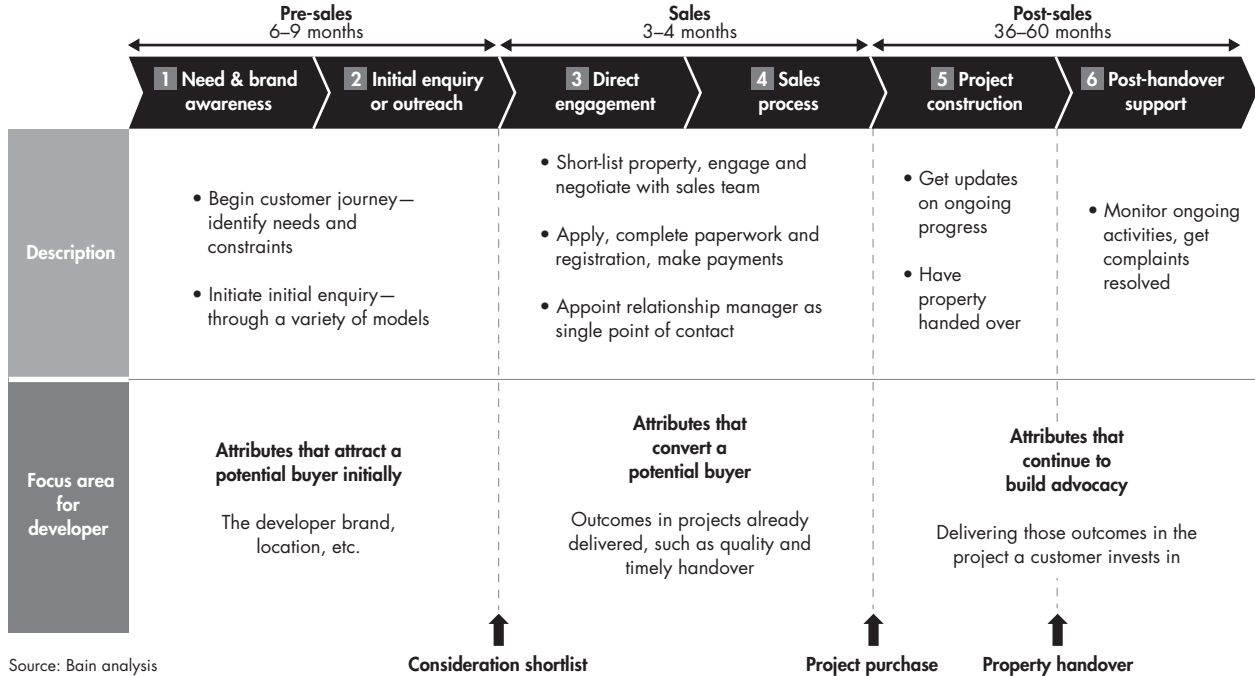 Pre-sales
6–9 months
Sales
3–4 months
Post-sales
36–60 months
1 Need & brand
awareness
2 Initial enquiry
or outreach
3 Direct
engagement
4 Sales
process
5 Project
construction
6 Post-handover
support
Description
• Begin customer journey—
identify needs and
constraints
• Initiate initial enquiry—
through a variety of models
• Short-list property, engage and
negotiate with sales team
• Apply, complete paperwork and
registration, make payments
• Appoint relationship manager as
single point of contact
• Get updates
on ongoing
progress
• Have
property
handed over
• Monitor ongoing
activities, get
complaints
resolved
Focus area
for
developer
Attributes that attract a
potential buyer initially
The developer brand,
location, etc.
Attributes that
convert a
potential buyer
Outcomes in projects already
delivered, such as quality and
timely handover
Attributes that
continue to
build advocacy
Delivering those outcomes in the
project a customer invests in
Consideration shortlist
Project purchase
Property handover
Source: Bain analysis